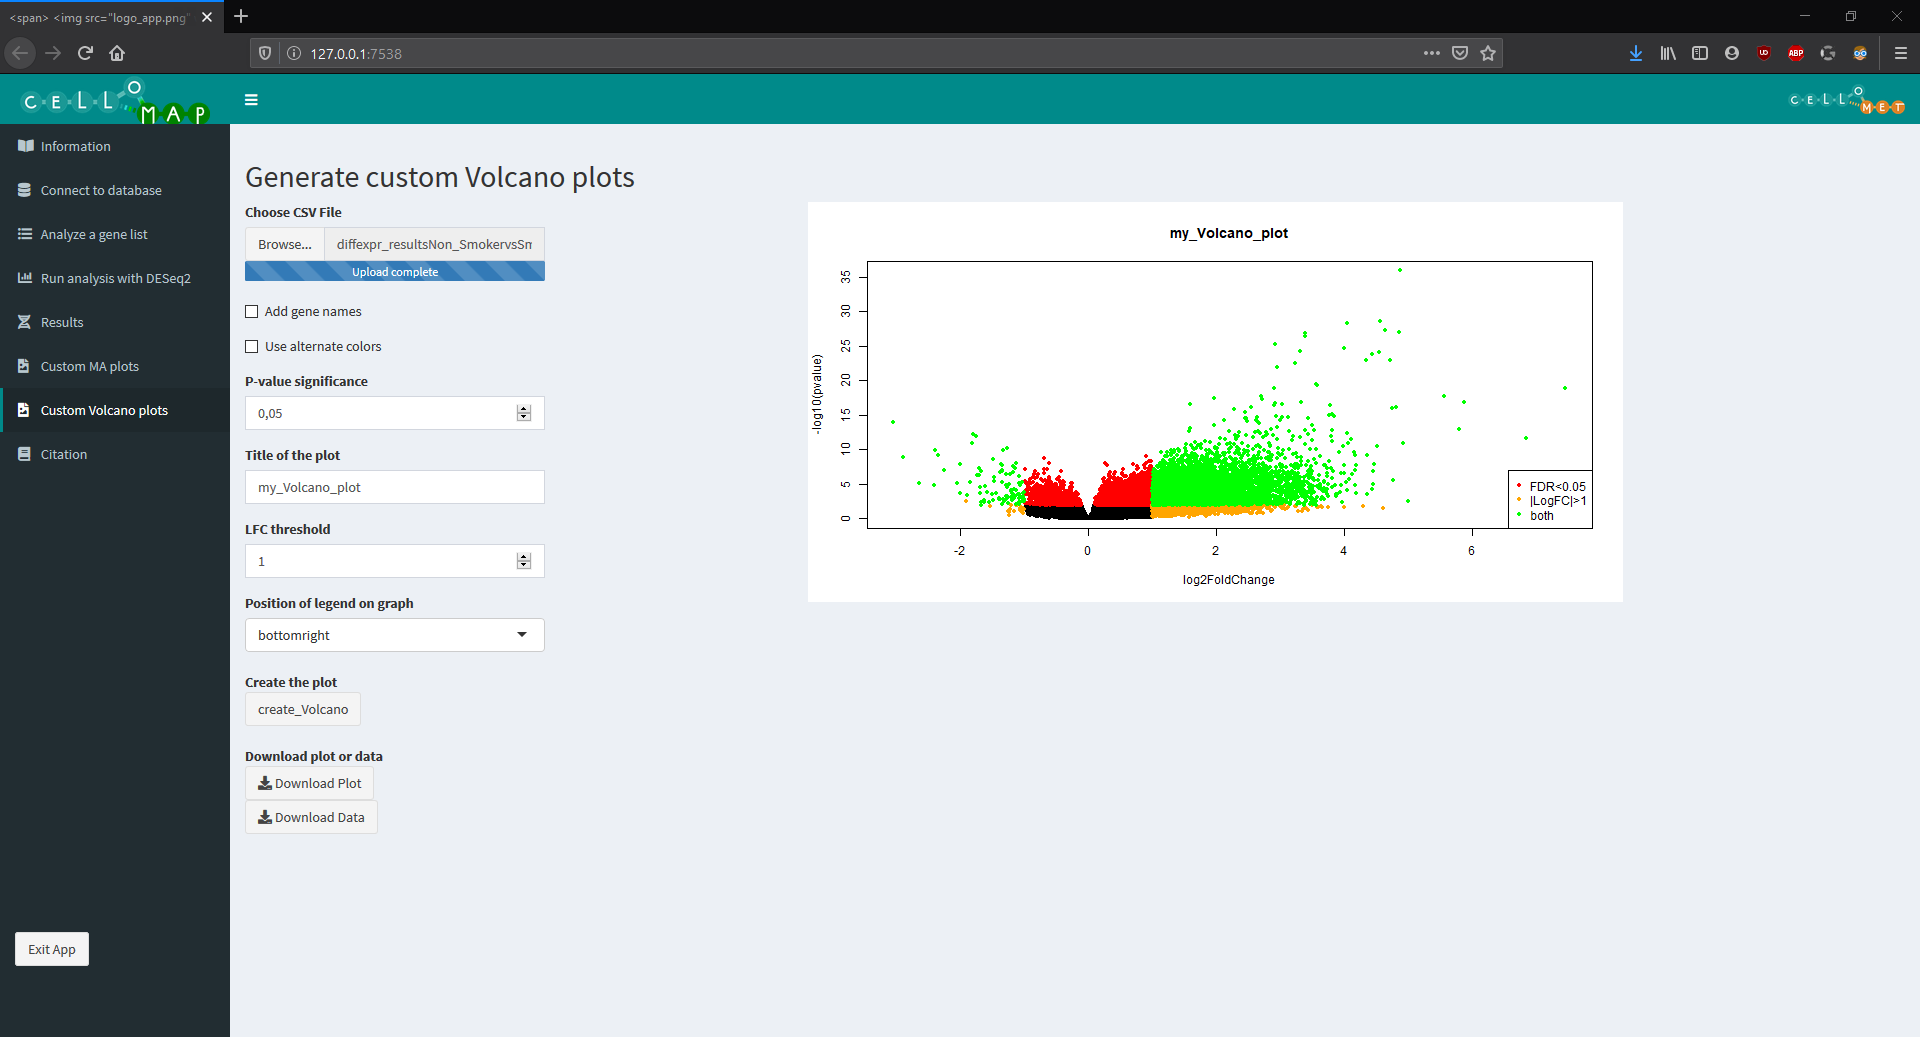 <span> <img src="logo_app.png"
127.0.0.1:7538
CELL
MAP
CELL
MET
Information
Connect to database
Analyze a gene list
Run analysis with DESeq2
Results
Custom MA plots
Custom Volcano plots
Citation
Exit App
Generate custom Volcano plots
Choose CSV File
Browse... diffexpr_resultsNon_SmokervsSm
Upload complete
Add gene names
Use alternate colors
P-value significance
0,05
Title of the plot
my_Volcano_plot
LFC threshold
1
Position of legend on graph
bottomright
Create the plot
create_Volcano
Download plot or data
Download Plot
Download Data
my_Volcano_plot
-log10(pvalue)
35
30
25
20
15
10
5
0
FDR<0.05
|LogFC|>1
both
-2 0 2 4 6
log2FoldChange
UD
ABP